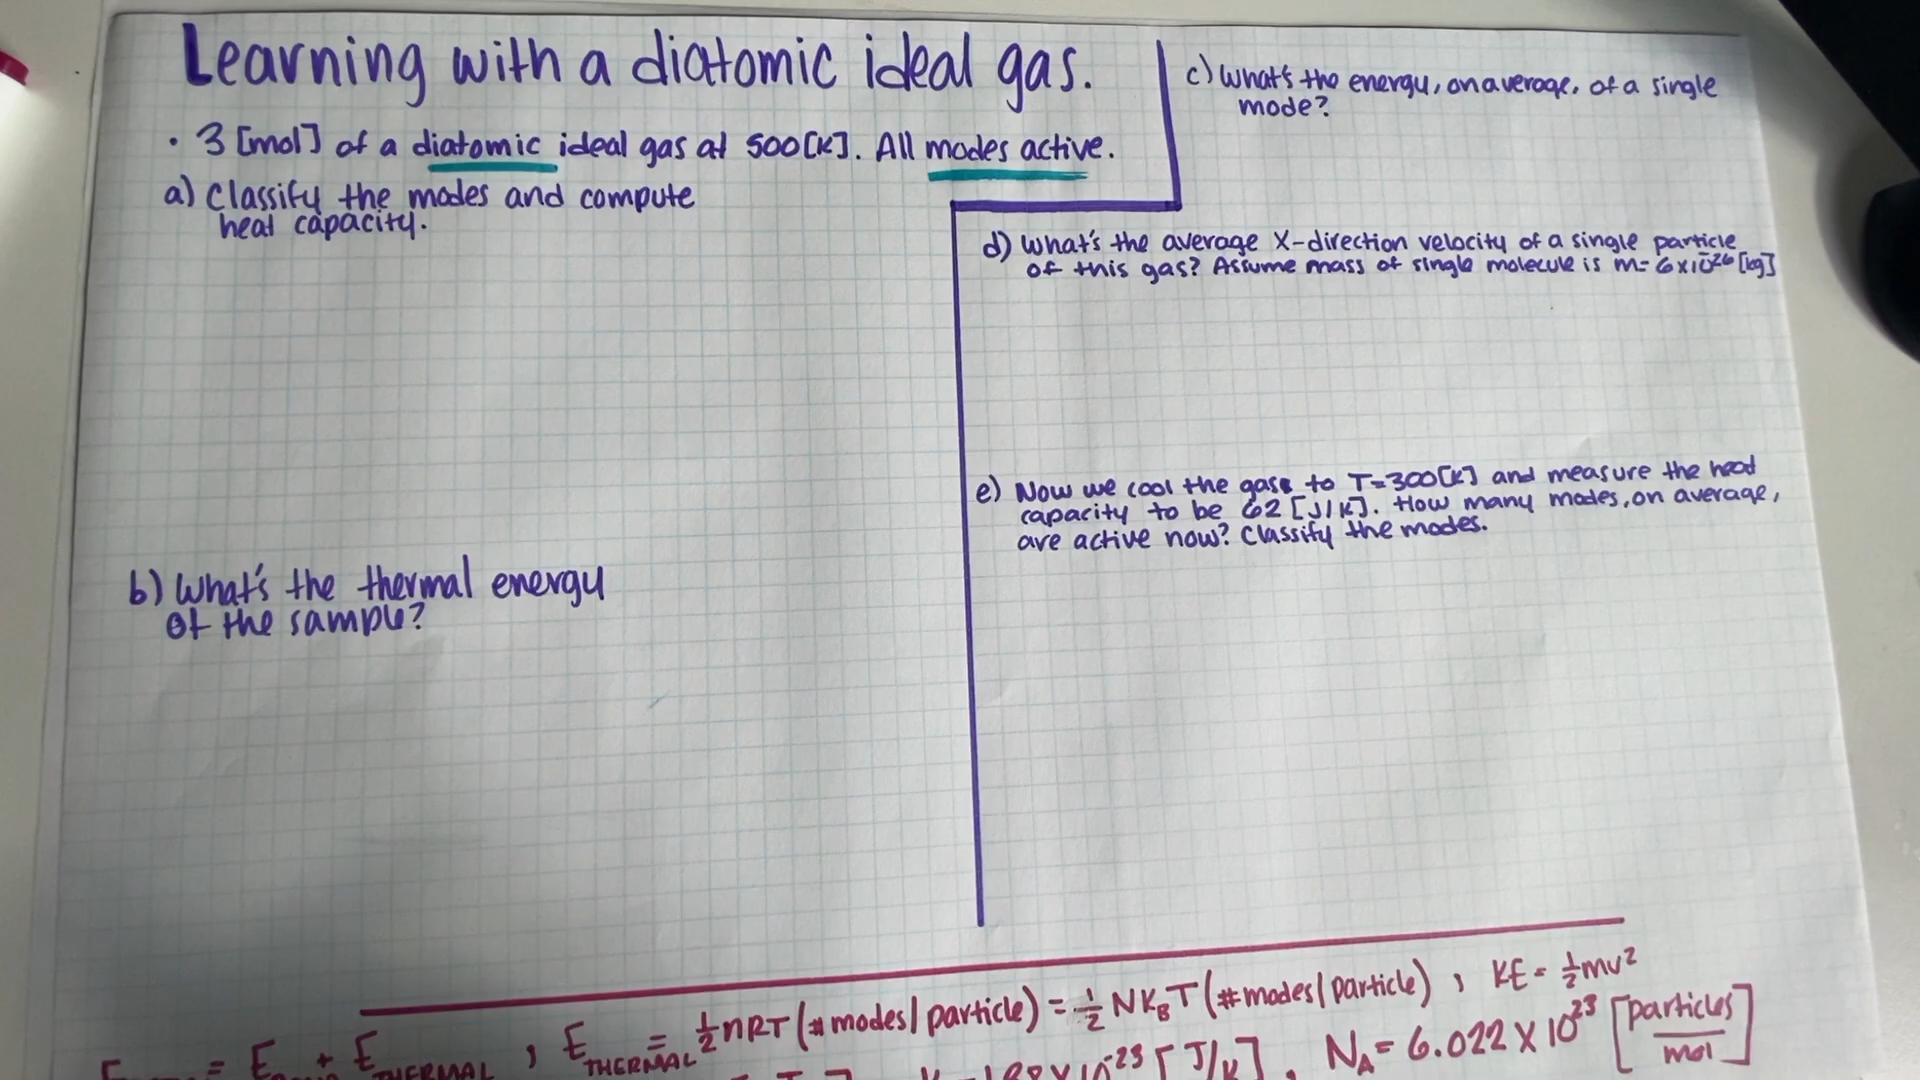 Learning with a diatomic ideal gas.
· 3 [mol] of a diatomic ideal gas at 500[K]. All modes active.
a) Classify the modes and compute
heat capacity.
b) What's the thermal energy
of the sample?
c) What's the energy, on average, of a single
mode?
d) What's the average X-direction velocity of a single particle
of this gas? Assume mass of single molecule is m= 6x10^-26 [kg]
e) Now we cool the gas to T=300[K] and measure the heat
capacity to be 62 [J/K]. How many modes, on average,
are active now? Classify the modes.
E_THERMAL = ½nRT (#modes/particle) = ½NK_BT (#modes/particle) , KE = ½mv²
= E + E_THERMAL ,
10^-23 [J/K], N_A = 6.022 X 10^23 [particles/mol]